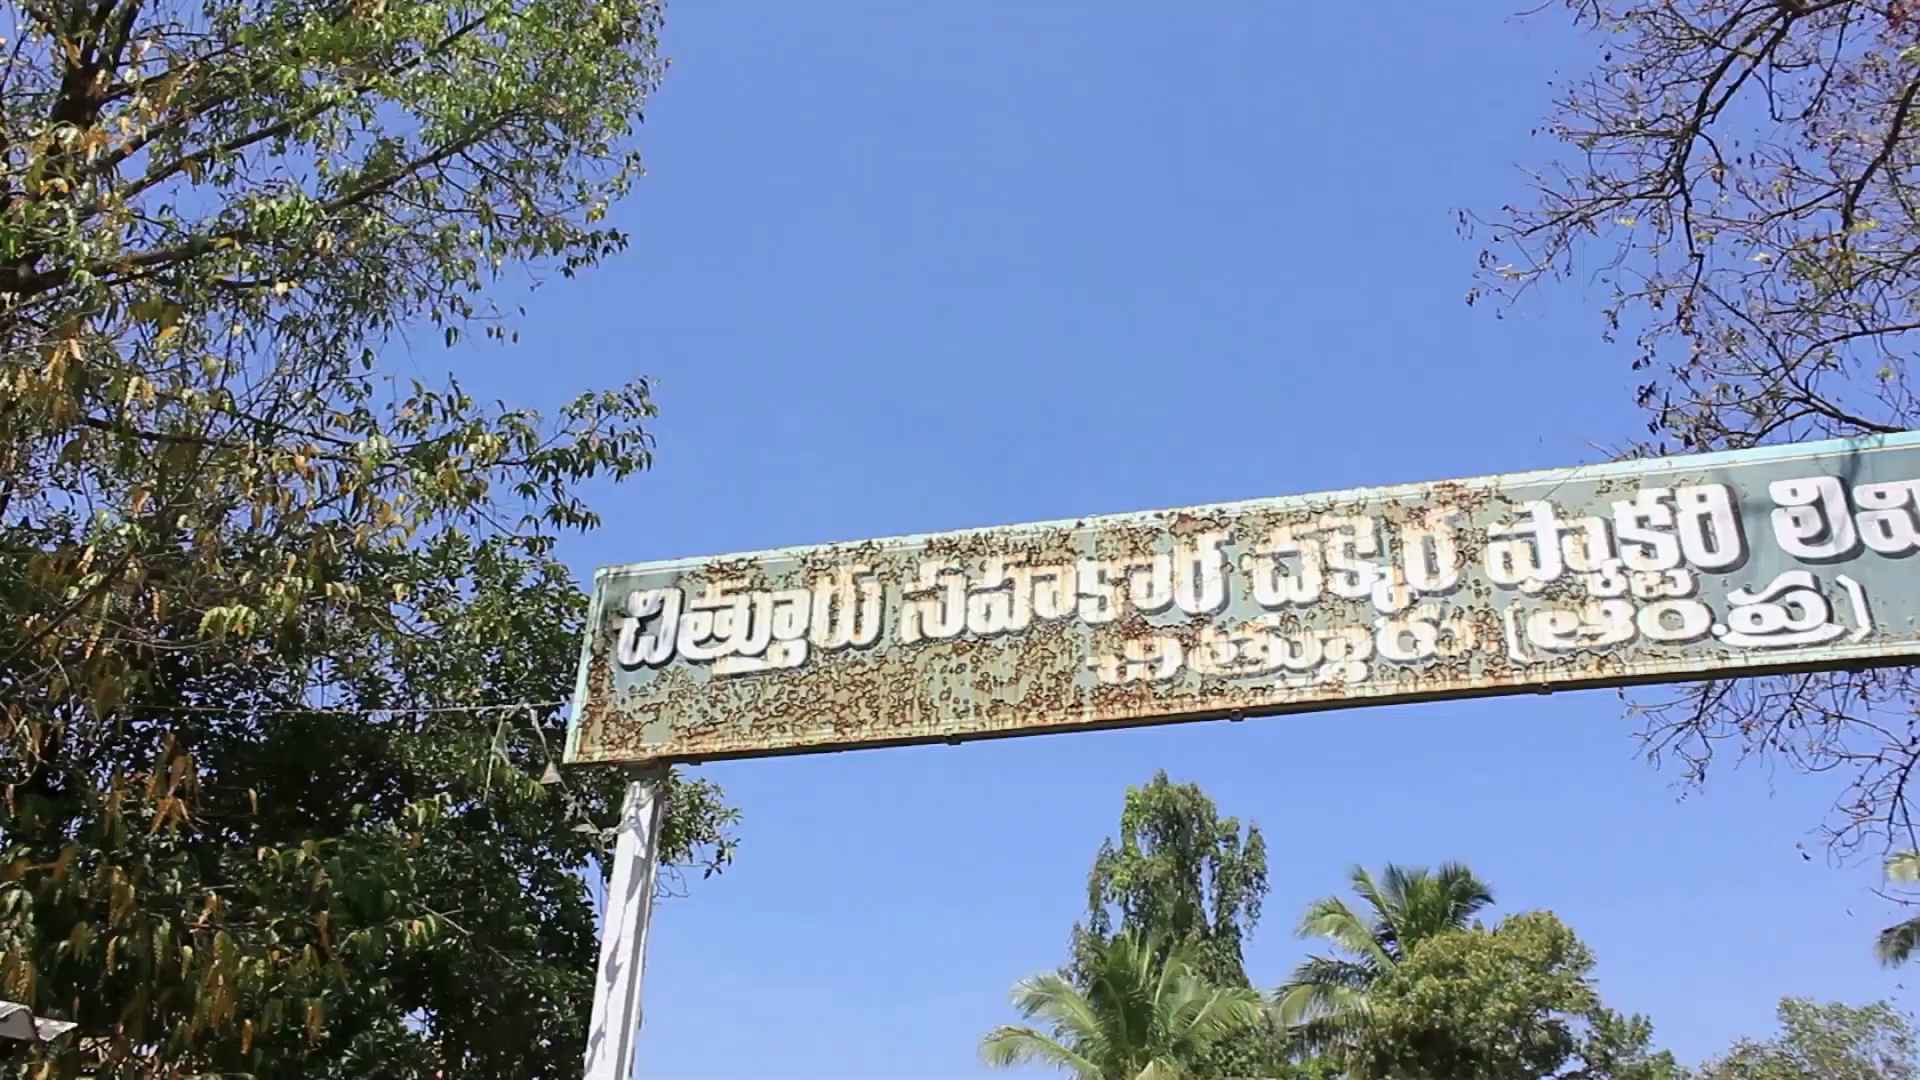 చిత్తూరు సహకార చక్కెర ఫ్యాక్టరి లిమి
చిత్తూరు (ఆం.ప్ర)